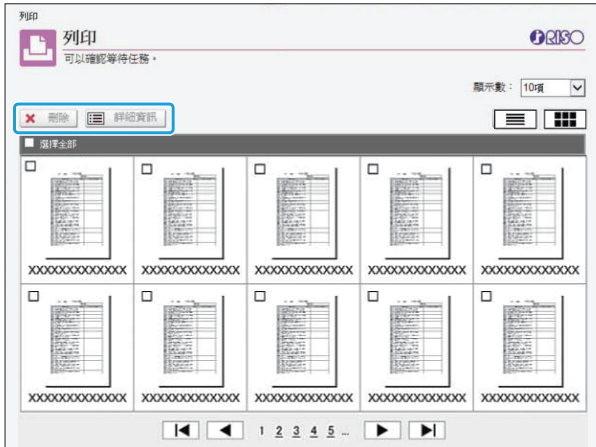 列印
列印
RISO
可以確認等待任務。
顯示數： 10項
刪除 詳細資訊
選擇全部
XXXXXXXXXXXXX XXXXXXXXXXXXX XXXXXXXXXXXXX XXXXXXXXXXXXX XXXXXXXXXXXXX
XXXXXXXXXXXXX XXXXXXXXXXXXX XXXXXXXXXXXXX XXXXXXXXXXXXX XXXXXXXXXXXXX
1 2 3 4 5 ...